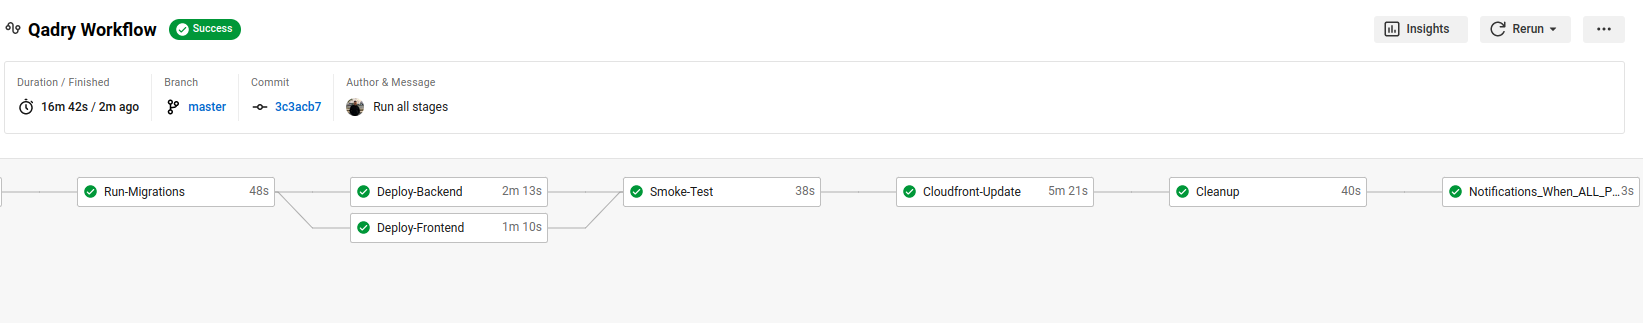 Qadry Workflow Success Insights Rerun
Duration / Finished Branch Commit Author & Message
16m 42s / 2m ago master 3c3acb7 Run all stages
Run-Migrations 48s Deploy-Backend 2m 13s Smoke-Test 38s Cloudfront-Update 5m 21s Cleanup 40s Notifications_When_ALL_P... 3s
Deploy-Frontend 1m 10s